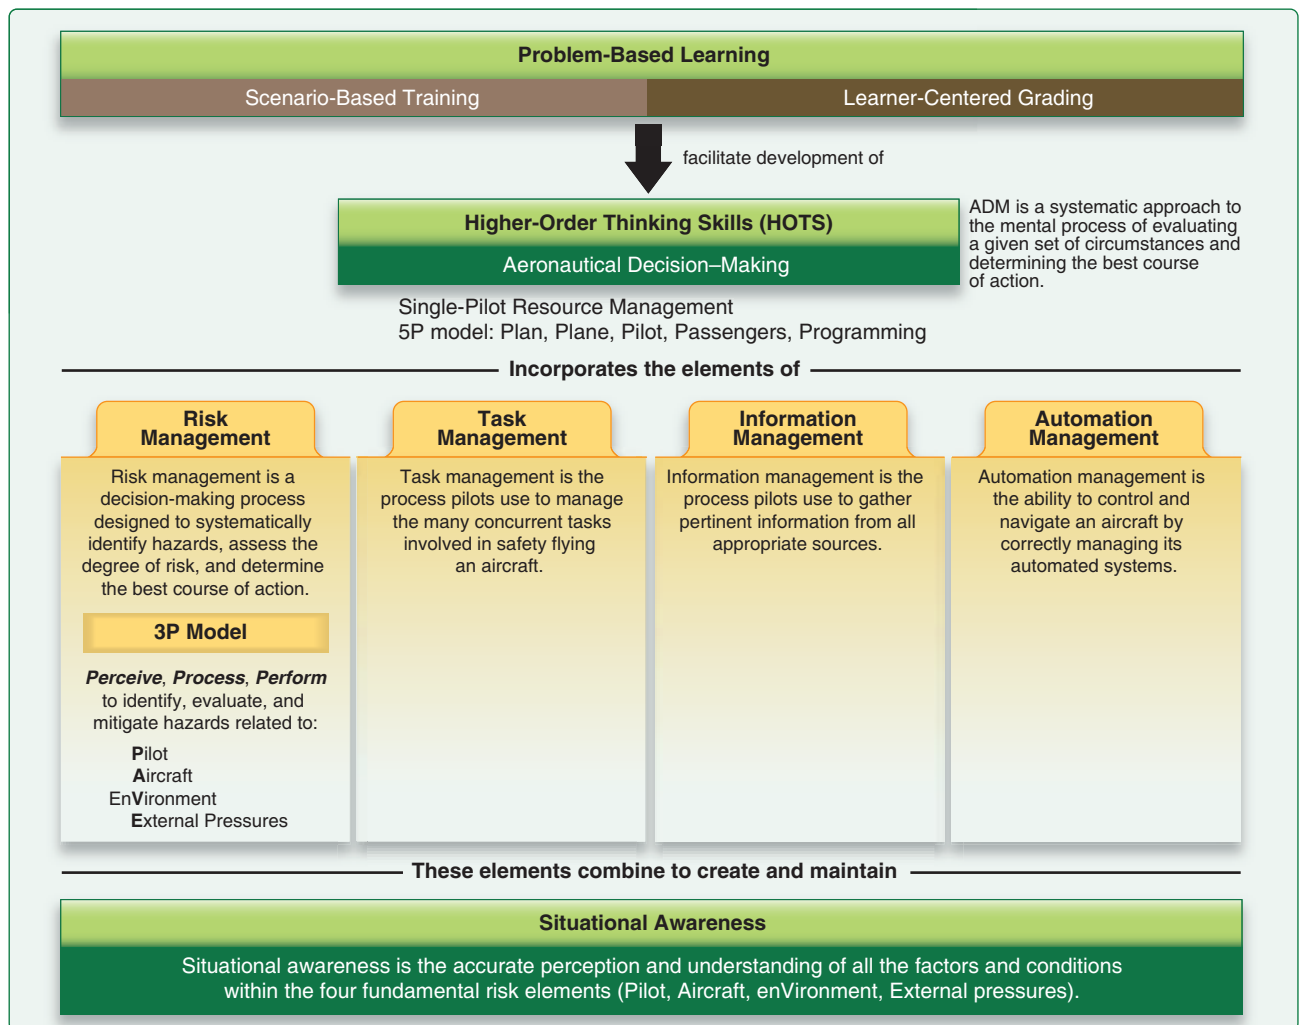 Problem-Based Learning
Scenario-Based Training
Learner-Centered Grading
facilitate development of
Higher-Order Thinking Skills (HOTS)
Aeronautical Decision–Making
ADM is a systematic approach to
the mental process of evaluating
a given set of circumstances and
determining the best course
of action.
Single-Pilot Resource Management
5P model: Plan, Plane, Pilot, Passengers, Programming
Incorporates the elements of
Risk
Management
Risk management is a
decision-making process
designed to systematically
identify hazards, assess the
degree of risk, and determine
the best course of action.
3P Model
Perceive, Process, Perform
to identify, evaluate, and
mitigate hazards related to:
Pilot
Aircraft
EnVironment
External Pressures
Task
Management
Task management is the
process pilots use to manage
the many concurrent tasks
involved in safety flying
an aircraft.
Information
Management
Information management is the
process pilots use to gather
pertinent information from all
appropriate sources.
Automation
Management
Automation management is
the ability to control and
navigate an aircraft by
correctly managing its
automated systems.
These elements combine to create and maintain
Situational Awareness
Situational awareness is the accurate perception and understanding of all the factors and conditions
within the four fundamental risk elements (Pilot, Aircraft, enVironment, External pressures).